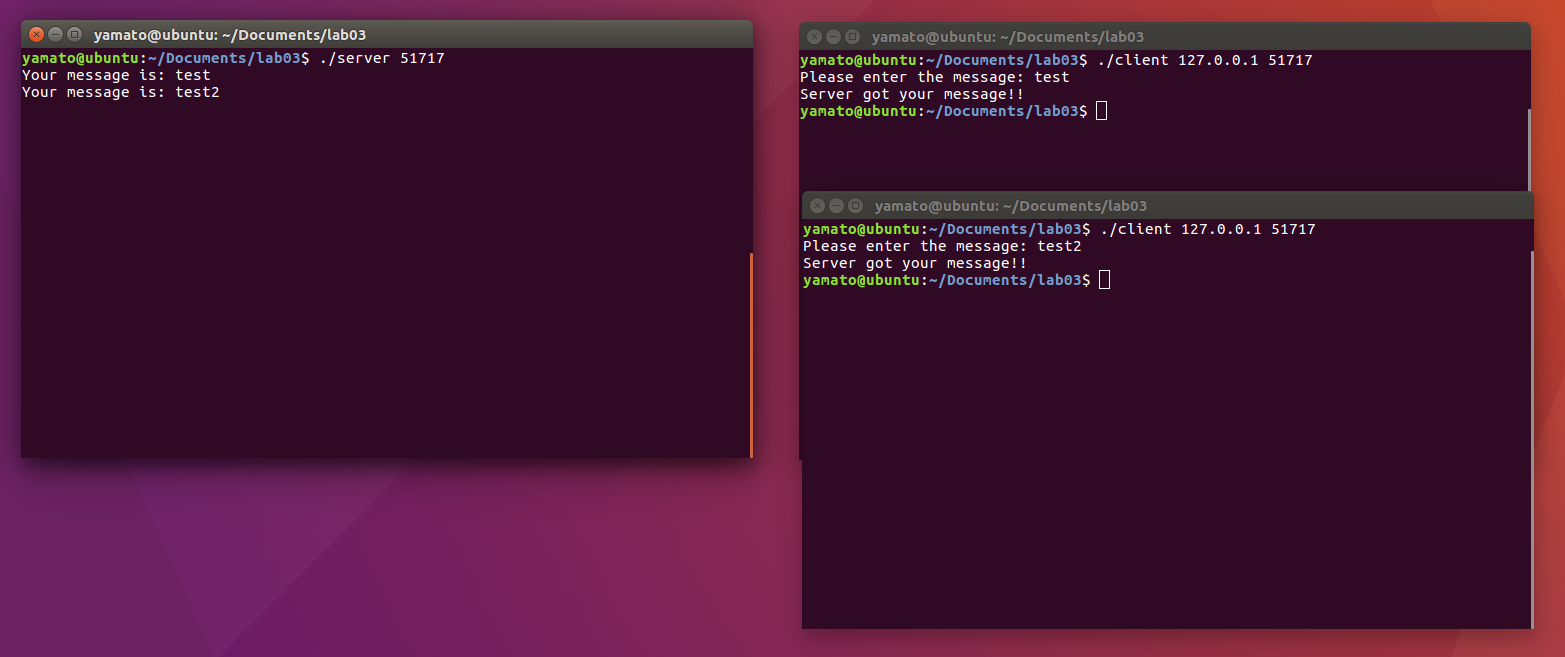 yamato@ubuntu: ~/Documents/lab03
yamato@ubuntu:~/Documents/lab03$ ./server 51717
Your message is: test
Your message is: test2
yamato@ubuntu: ~/Documents/lab03
yamato@ubuntu:~/Documents/lab03$ ./client 127.0.0.1 51717
Please enter the message: test
Server got your message!!
yamato@ubuntu:~/Documents/lab03$
yamato@ubuntu: ~/Documents/lab03
yamato@ubuntu:~/Documents/lab03$ ./client 127.0.0.1 51717
Please enter the message: test2
Server got your message!!
yamato@ubuntu:~/Documents/lab03$